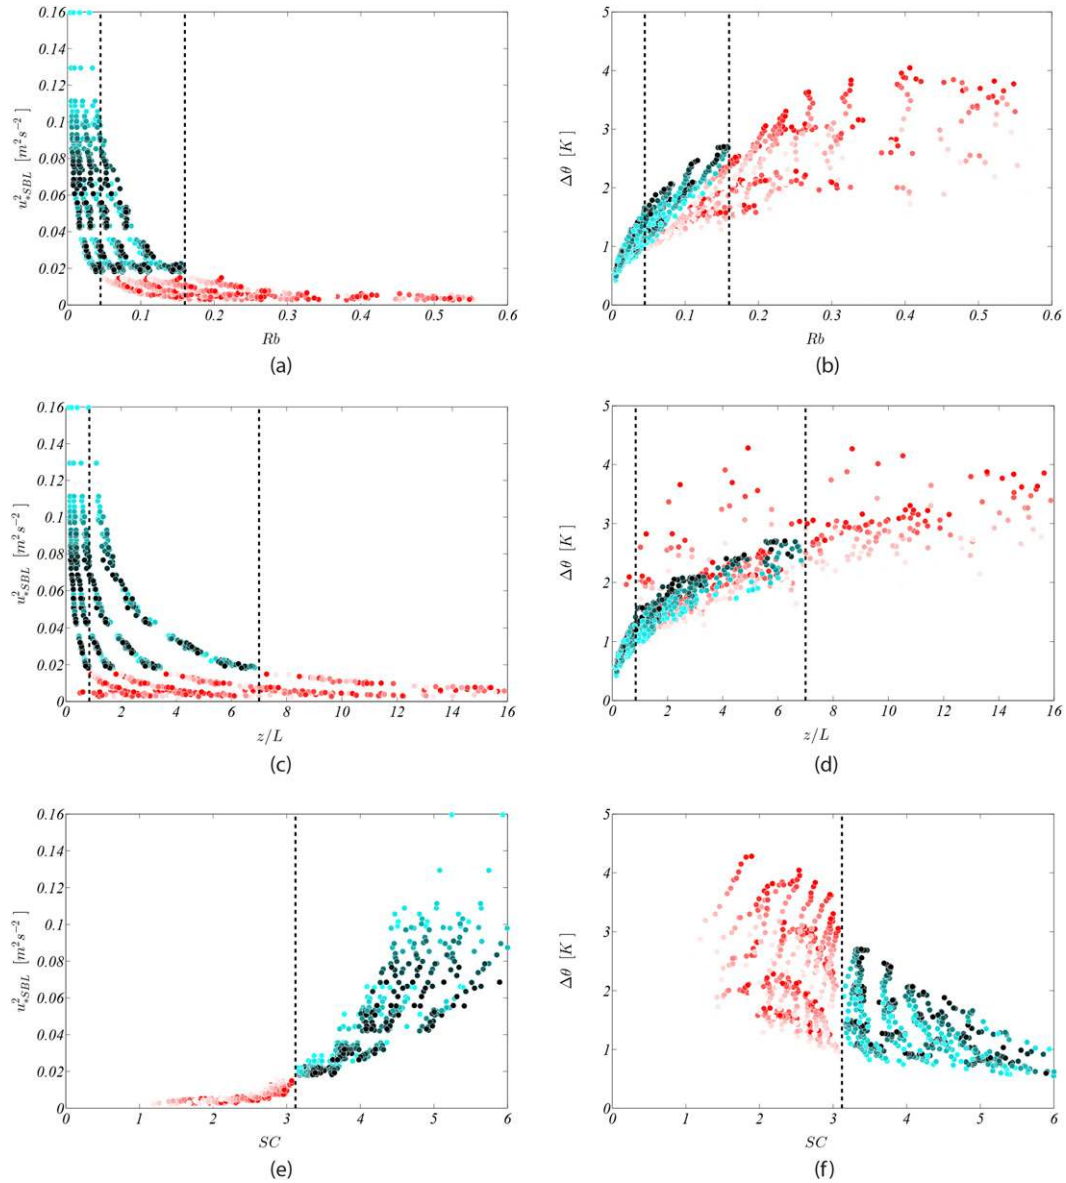 0.16
0.14
0.12
0.1
0.08
0.06
0.04
0.02
0
u²*SBL [m²s⁻²]
0 0.1 0.2 0.3 0.4 0.5 0.6
Rb
(a)
5
4
3
2
1
0
Δθ [K]
0 0.1 0.2 0.3 0.4 0.5 0.6
Rb
(b)
0.16
0.14
0.12
0.1
0.08
0.06
0.04
0.02
0
u²*SBL [m²s⁻²]
0 2 4 6 8 10 12 14 16
z/L
(c)
5
4
3
2
1
0
Δθ [K]
0 2 4 6 8 10 12 14 16
z/L
(d)
0.16
0.14
0.12
0.1
0.08
0.06
0.04
0.02
0
u²*SBL [m²s⁻²]
0 1 2 3 4 5 6
SC
(e)
5
4
3
2
1
0
Δθ [K]
0 1 2 3 4 5 6
SC
(f)